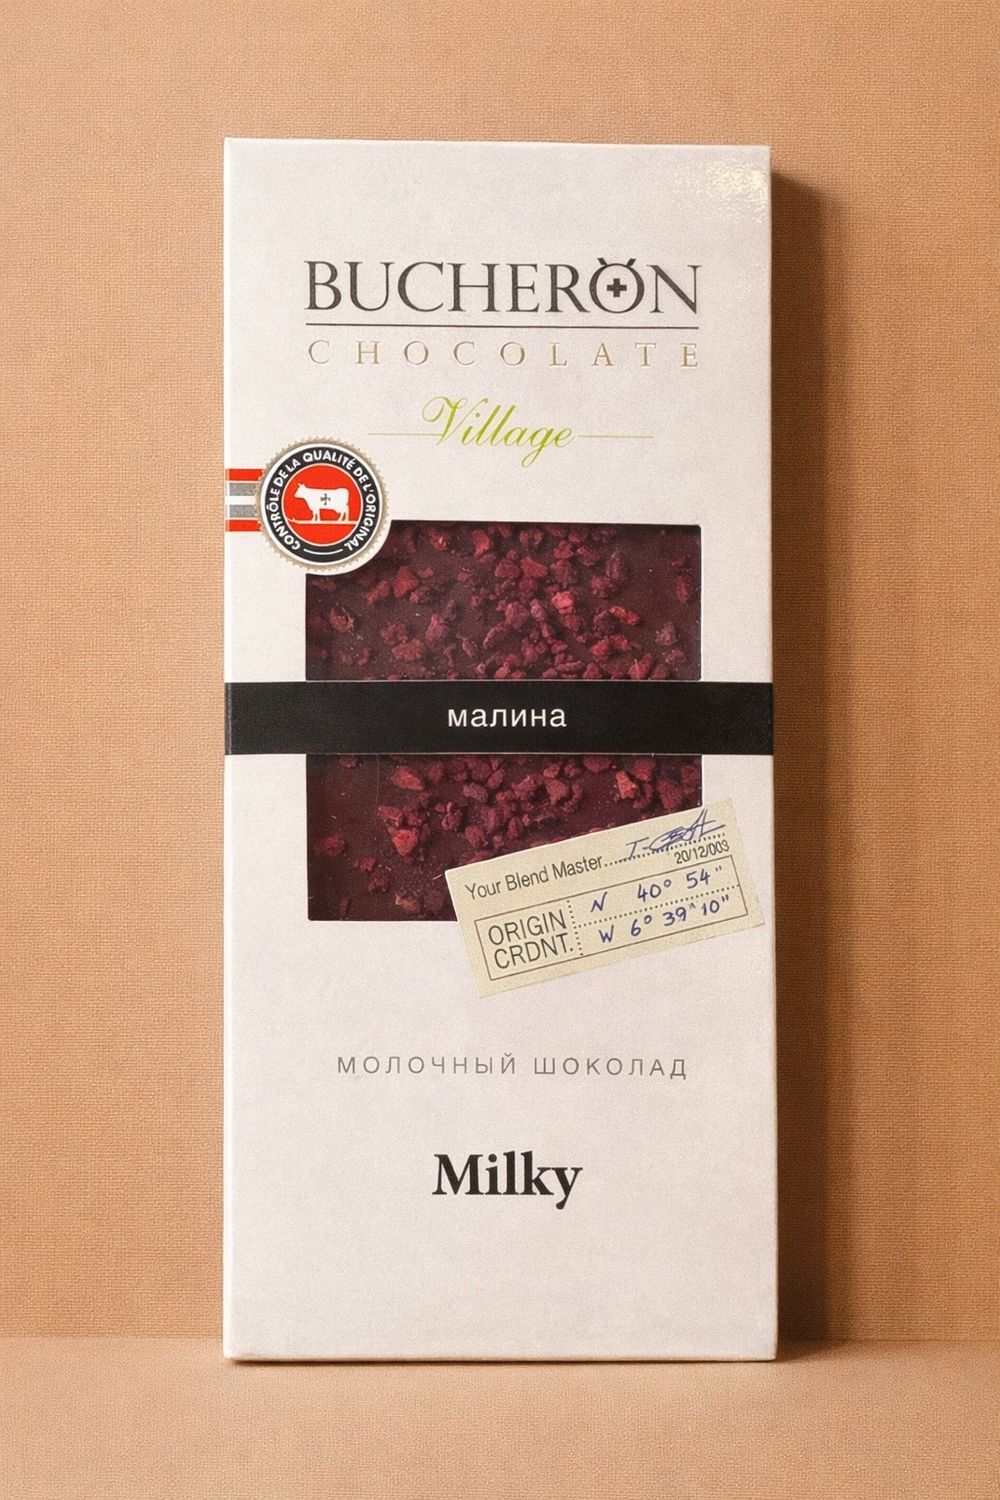 BUCHERON
CHOCOLATE
Village
CONTRÔLE DE LA QUALITÉ DE L'ORIGINAL
малина
Your Blend Master
20/12/003
ORIGIN CRDNT.
N 40° 54"
W 6° 39" 10"
МОЛОЧНЫЙ ШОКОЛАД
Milky